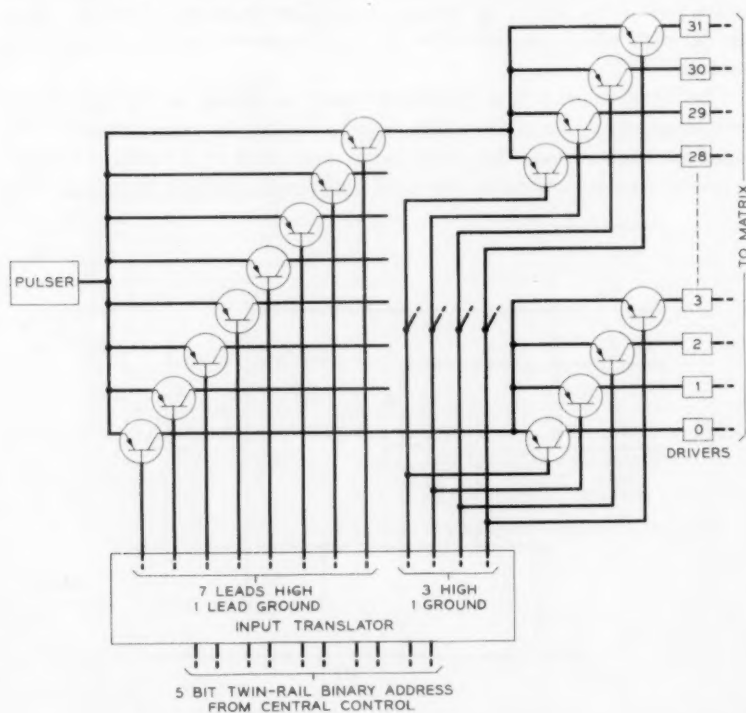 31
30
29
28
TO MATRIX
PULSER
3
2
1
0
DRIVERS
7 LEADS HIGH
1 LEAD GROUND
3 HIGH
1 GROUND
INPUT TRANSLATOR
5 BIT TWIN-RAIL BINARY ADDRESS
FROM CENTRAL CONTROL